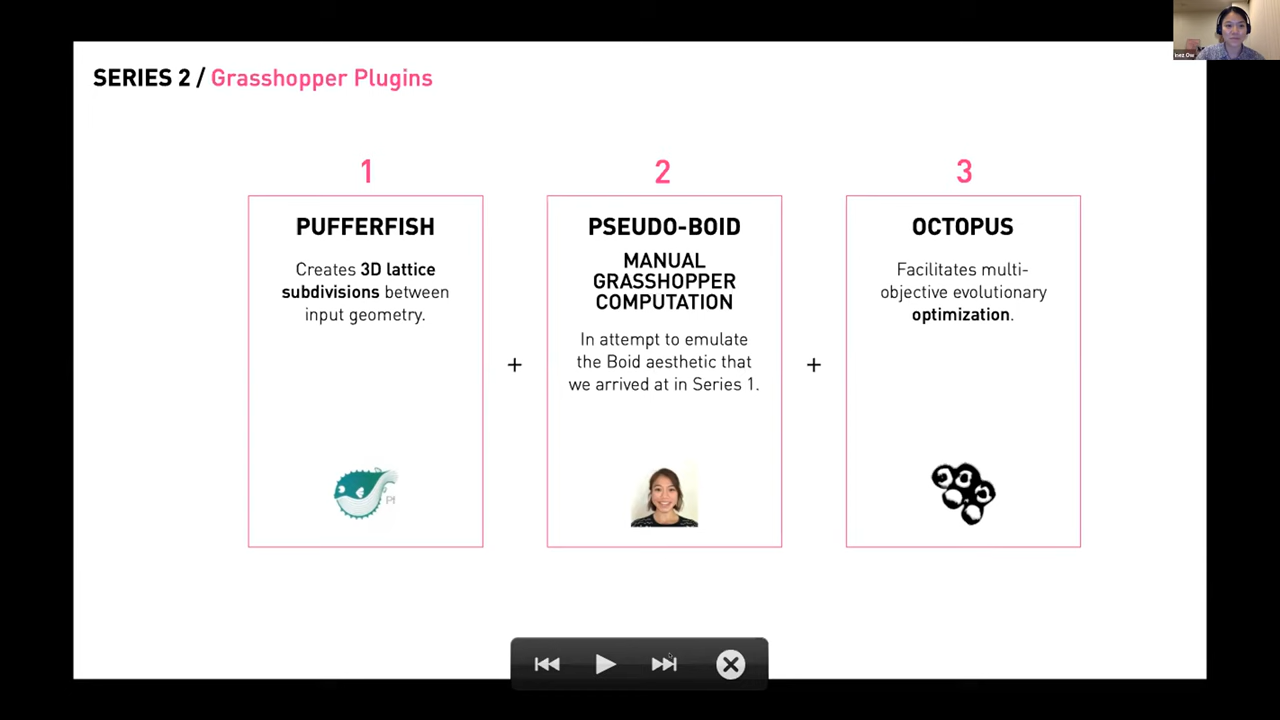 Inez Ow
SERIES 2 / Grasshopper Plugins
1
PUFFERFISH
Creates 3D lattice
subdivisions between
input geometry.
+
2
PSEUDO-BOID
MANUAL
GRASSHOPPER
COMPUTATION
In attempt to emulate
the Boid aesthetic that
we arrived at in Series 1.
+
3
OCTOPUS
Facilitates multi-
objective evolutionary
optimization.